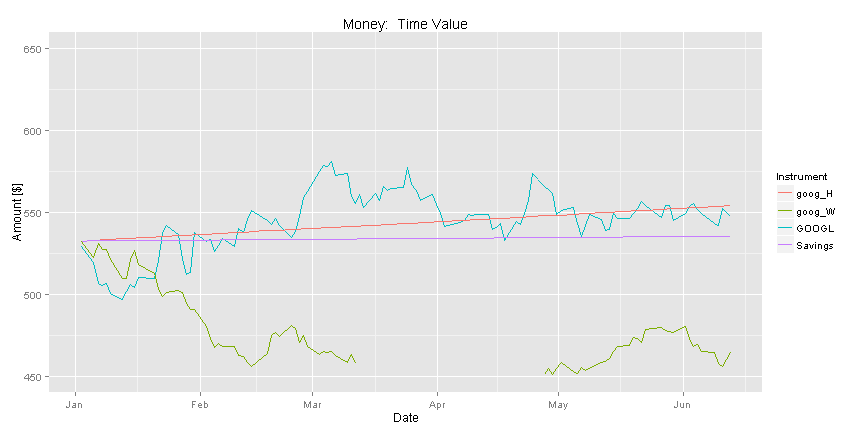 Money:  Time Value
650
600
550
500
450
Amount [$]
Jan Feb Mar Apr May Jun
Date
Instrument
goog_H
goog_W
GOOGL
Savings